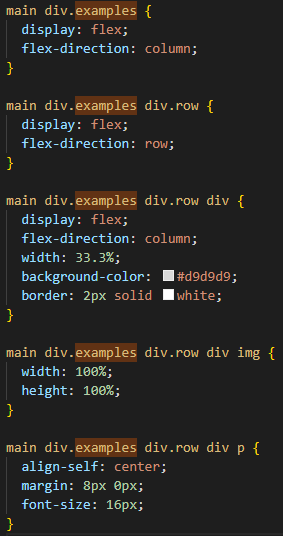 main div.examples {
display: flex;
flex-direction: column;
}
main div.examples div.row {
display: flex;
flex-direction: row;
}
main div.examples div.row div {
display: flex;
flex-direction: column;
width: 33.3%;
background-color: #d9d9d9;
border: 2px solid white;
}
main div.examples div.row div img {
width: 100%;
height: 100%;
}
main div.examples div.row div p {
align-self: center;
margin: 8px 0px;
font-size: 16px;
}